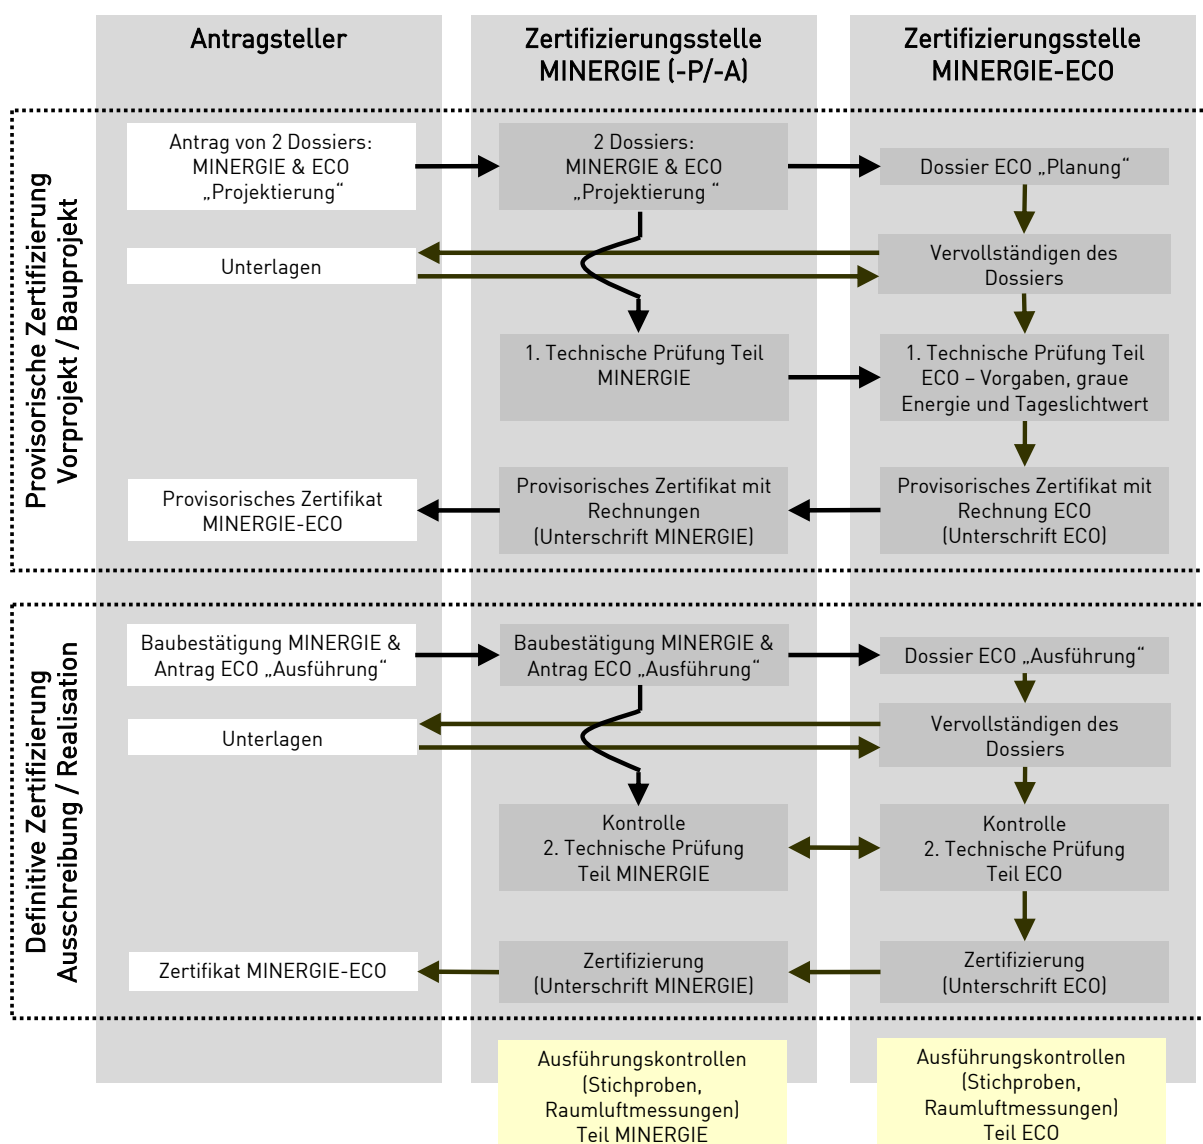 Antragsteller
Zertifizierungsstelle
MINERGIE (-P/-A)
Zertifizierungsstelle
MINERGIE-ECO
Provisorische Zertifizierung
Vorprojekt / Bauprojekt
Antrag von 2 Dossiers:
MINERGIE & ECO
„Projektierung“
2 Dossiers:
MINERGIE & ECO
„Projektierung “
Dossier ECO „Planung“
Unterlagen
Vervollständigen des
Dossiers
1. Technische Prüfung Teil
MINERGIE
1. Technische Prüfung Teil
ECO – Vorgaben, graue
Energie und Tageslichtwert
Provisorisches Zertifikat
MINERGIE-ECO
Provisorisches Zertifikat mit
Rechnungen
(Unterschrift MINERGIE)
Provisorisches Zertifikat mit
Rechnung ECO
(Unterschrift ECO)
Definitive Zertifizierung
Ausschreibung / Realisation
Baubestätigung MINERGIE &
Antrag ECO „Ausführung“
Baubestätigung MINERGIE &
Antrag ECO „Ausführung“
Dossier ECO „Ausführung“
Unterlagen
Vervollständigen des
Dossiers
Kontrolle
2. Technische Prüfung
Teil MINERGIE
Kontrolle
2. Technische Prüfung
Teil ECO
Zertifikat MINERGIE-ECO
Zertifizierung
(Unterschrift MINERGIE)
Zertifizierung
(Unterschrift ECO)
Ausführungskontrollen
(Stichproben,
Raumluftmessungen)
Teil MINERGIE
Ausführungskontrollen
(Stichproben,
Raumluftmessungen)
Teil ECO